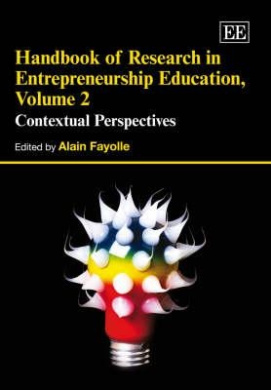 EE
Handbook of Research in
Entrepreneurship Education,
Volume 2
Contextual Perspectives
Edited by Alain Fayolle